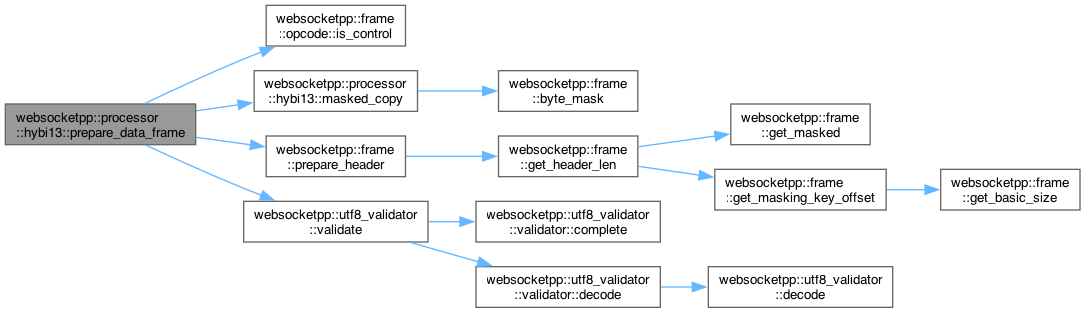 websocketpp::frame
::opcode::is_control
websocketpp::processor
::hybi13::masked_copy
websocketpp::frame
::byte_mask
websocketpp::processor
::hybi13::prepare_data_frame
websocketpp::frame
::get_masked
websocketpp::frame
::prepare_header
websocketpp::frame
::get_header_len
websocketpp::frame
::get_masking_key_offset
websocketpp::frame
::get_basic_size
websocketpp::utf8_validator
::validate
websocketpp::utf8_validator
::validator::complete
websocketpp::utf8_validator
::validator::decode
websocketpp::utf8_validator
::decode